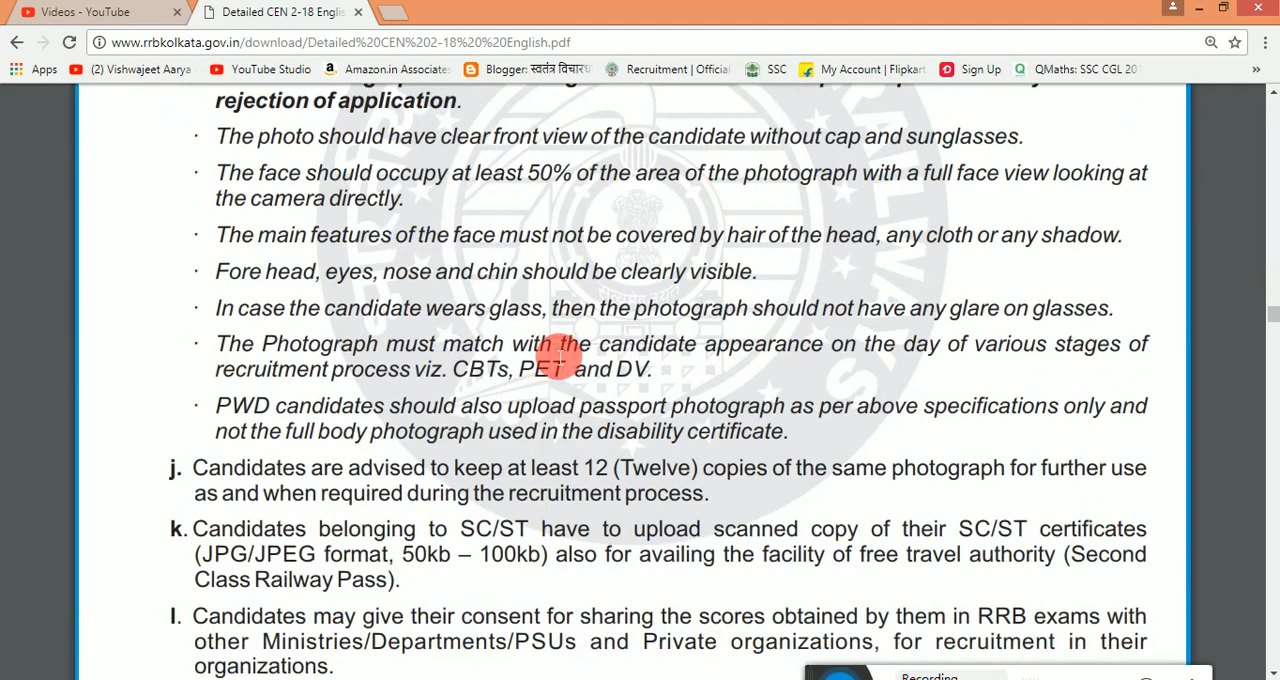 Videos - YouTube
Detailed CEN 2-18 Englis
www.rrbkolkata.gov.in/download/Detailed%20CEN%202-18%20%20English.pdf
Apps (2) Vishwajeet Aarya YouTube Studio Amazon.in Associate Blogger: स्वतंत्र विचार Recruitment | Official SSC My Account | Flipkart Sign Up QMaths: SSC CGL 20 »
rejection of application.
· The photo should have clear front view of the candidate without cap and sunglasses.
· The face should occupy at least 50% of the area of the photograph with a full face view looking at
the camera directly.
· The main features of the face must not be covered by hair of the head, any cloth or any shadow.
· Fore head, eyes, nose and chin should be clearly visible.
· In case the candidate wears glass, then the photograph should not have any glare on glasses.
· The Photograph must match with the candidate appearance on the day of various stages of
recruitment process viz. CBTs, PET and DV.
· PWD candidates should also upload passport photograph as per above specifications only and
not the full body photograph used in the disability certificate.
j. Candidates are advised to keep at least 12 (Twelve) copies of the same photograph for further use
as and when required during the recruitment process.
k. Candidates belonging to SC/ST have to upload scanned copy of their SC/ST certificates
(JPG/JPEG format, 50kb – 100kb) also for availing the facility of free travel authority (Second
Class Railway Pass).
l. Candidates may give their consent for sharing the scores obtained by them in RRB exams with
other Ministries/Departments/PSUs and Private organizations, for recruitment in their
organizations.
Recording